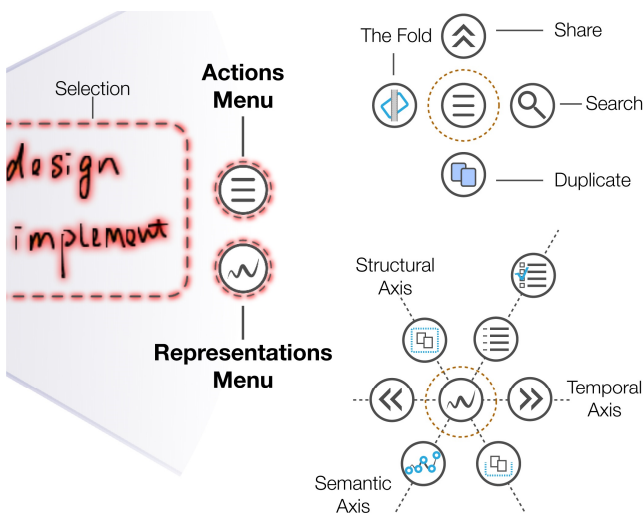 Selection
Actions
Menu
design
implement
Representations
Menu
The Fold
Share
Search
Duplicate
Structural
Axis
Temporal
Axis
Semantic
Axis